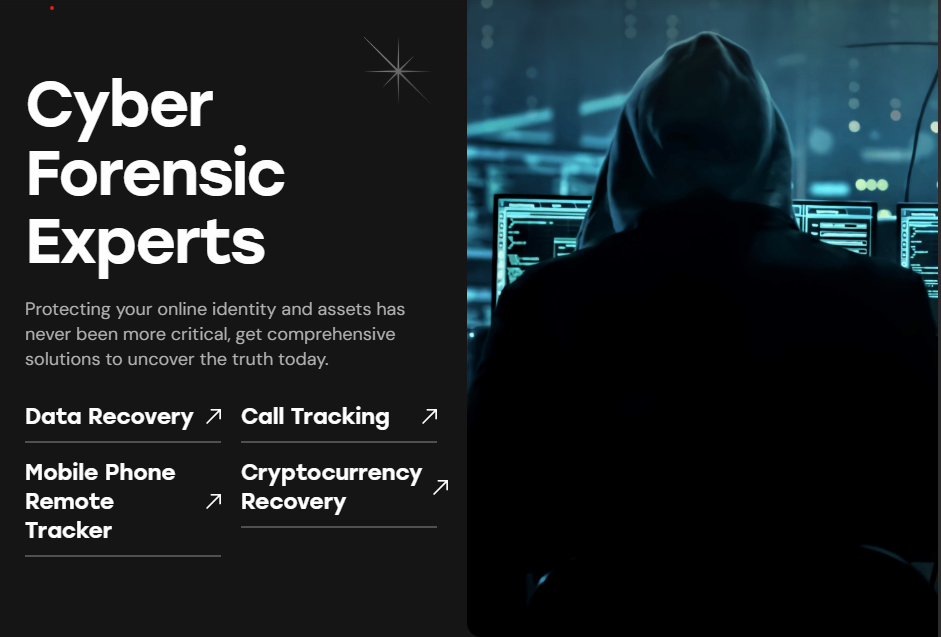 Cyber
Forensic
Experts
Protecting your online identity and assets has
never been more critical, get comprehensive
solutions to uncover the truth today.
Data Recovery
Call Tracking
Mobile Phone
Remote
Tracker
Cryptocurrency
Recovery